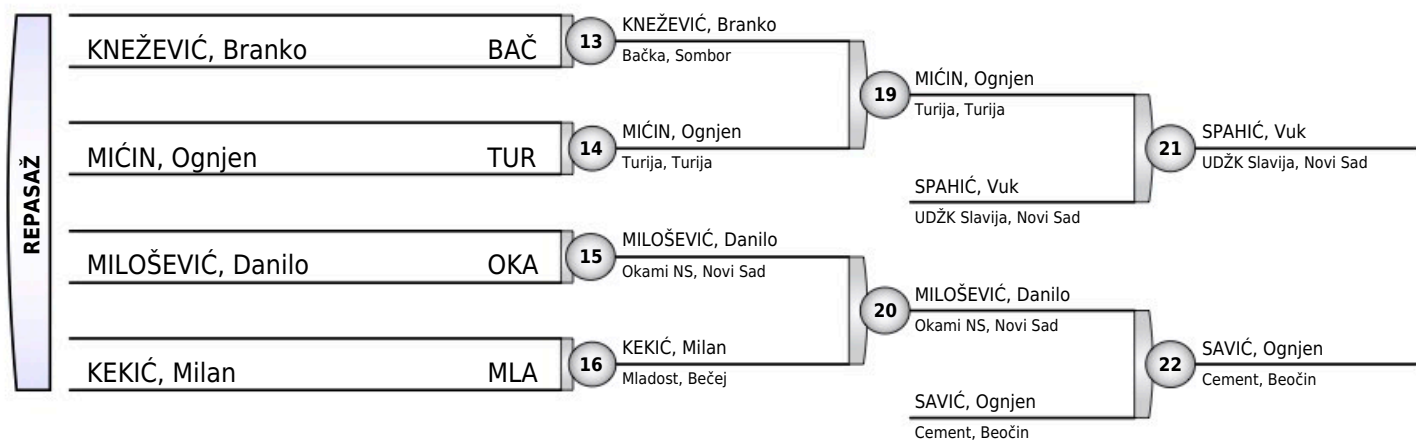 REPASAŽ
KNEŽEVIĆ, Branko BAČ
13
KNEŽEVIĆ, Branko
Bačka, Sombor
MIĆIN, Ognjen TUR
14
MIĆIN, Ognjen
Turija, Turija
MILOŠEVIĆ, Danilo OKA
15
MILOŠEVIĆ, Danilo
Okami NS, Novi Sad
KEKIĆ, Milan MLA
16
KEKIĆ, Milan
Mladost, Bečej
19
MIĆIN, Ognjen
Turija, Turija
SPAHIĆ, Vuk
UDŽK Slavija, Novi Sad
20
MILOŠEVIĆ, Danilo
Okami NS, Novi Sad
SAVIĆ, Ognjen
Cement, Beočin
21
SPAHIĆ, Vuk
UDŽK Slavija, Novi Sad
22
SAVIĆ, Ognjen
Cement, Beočin